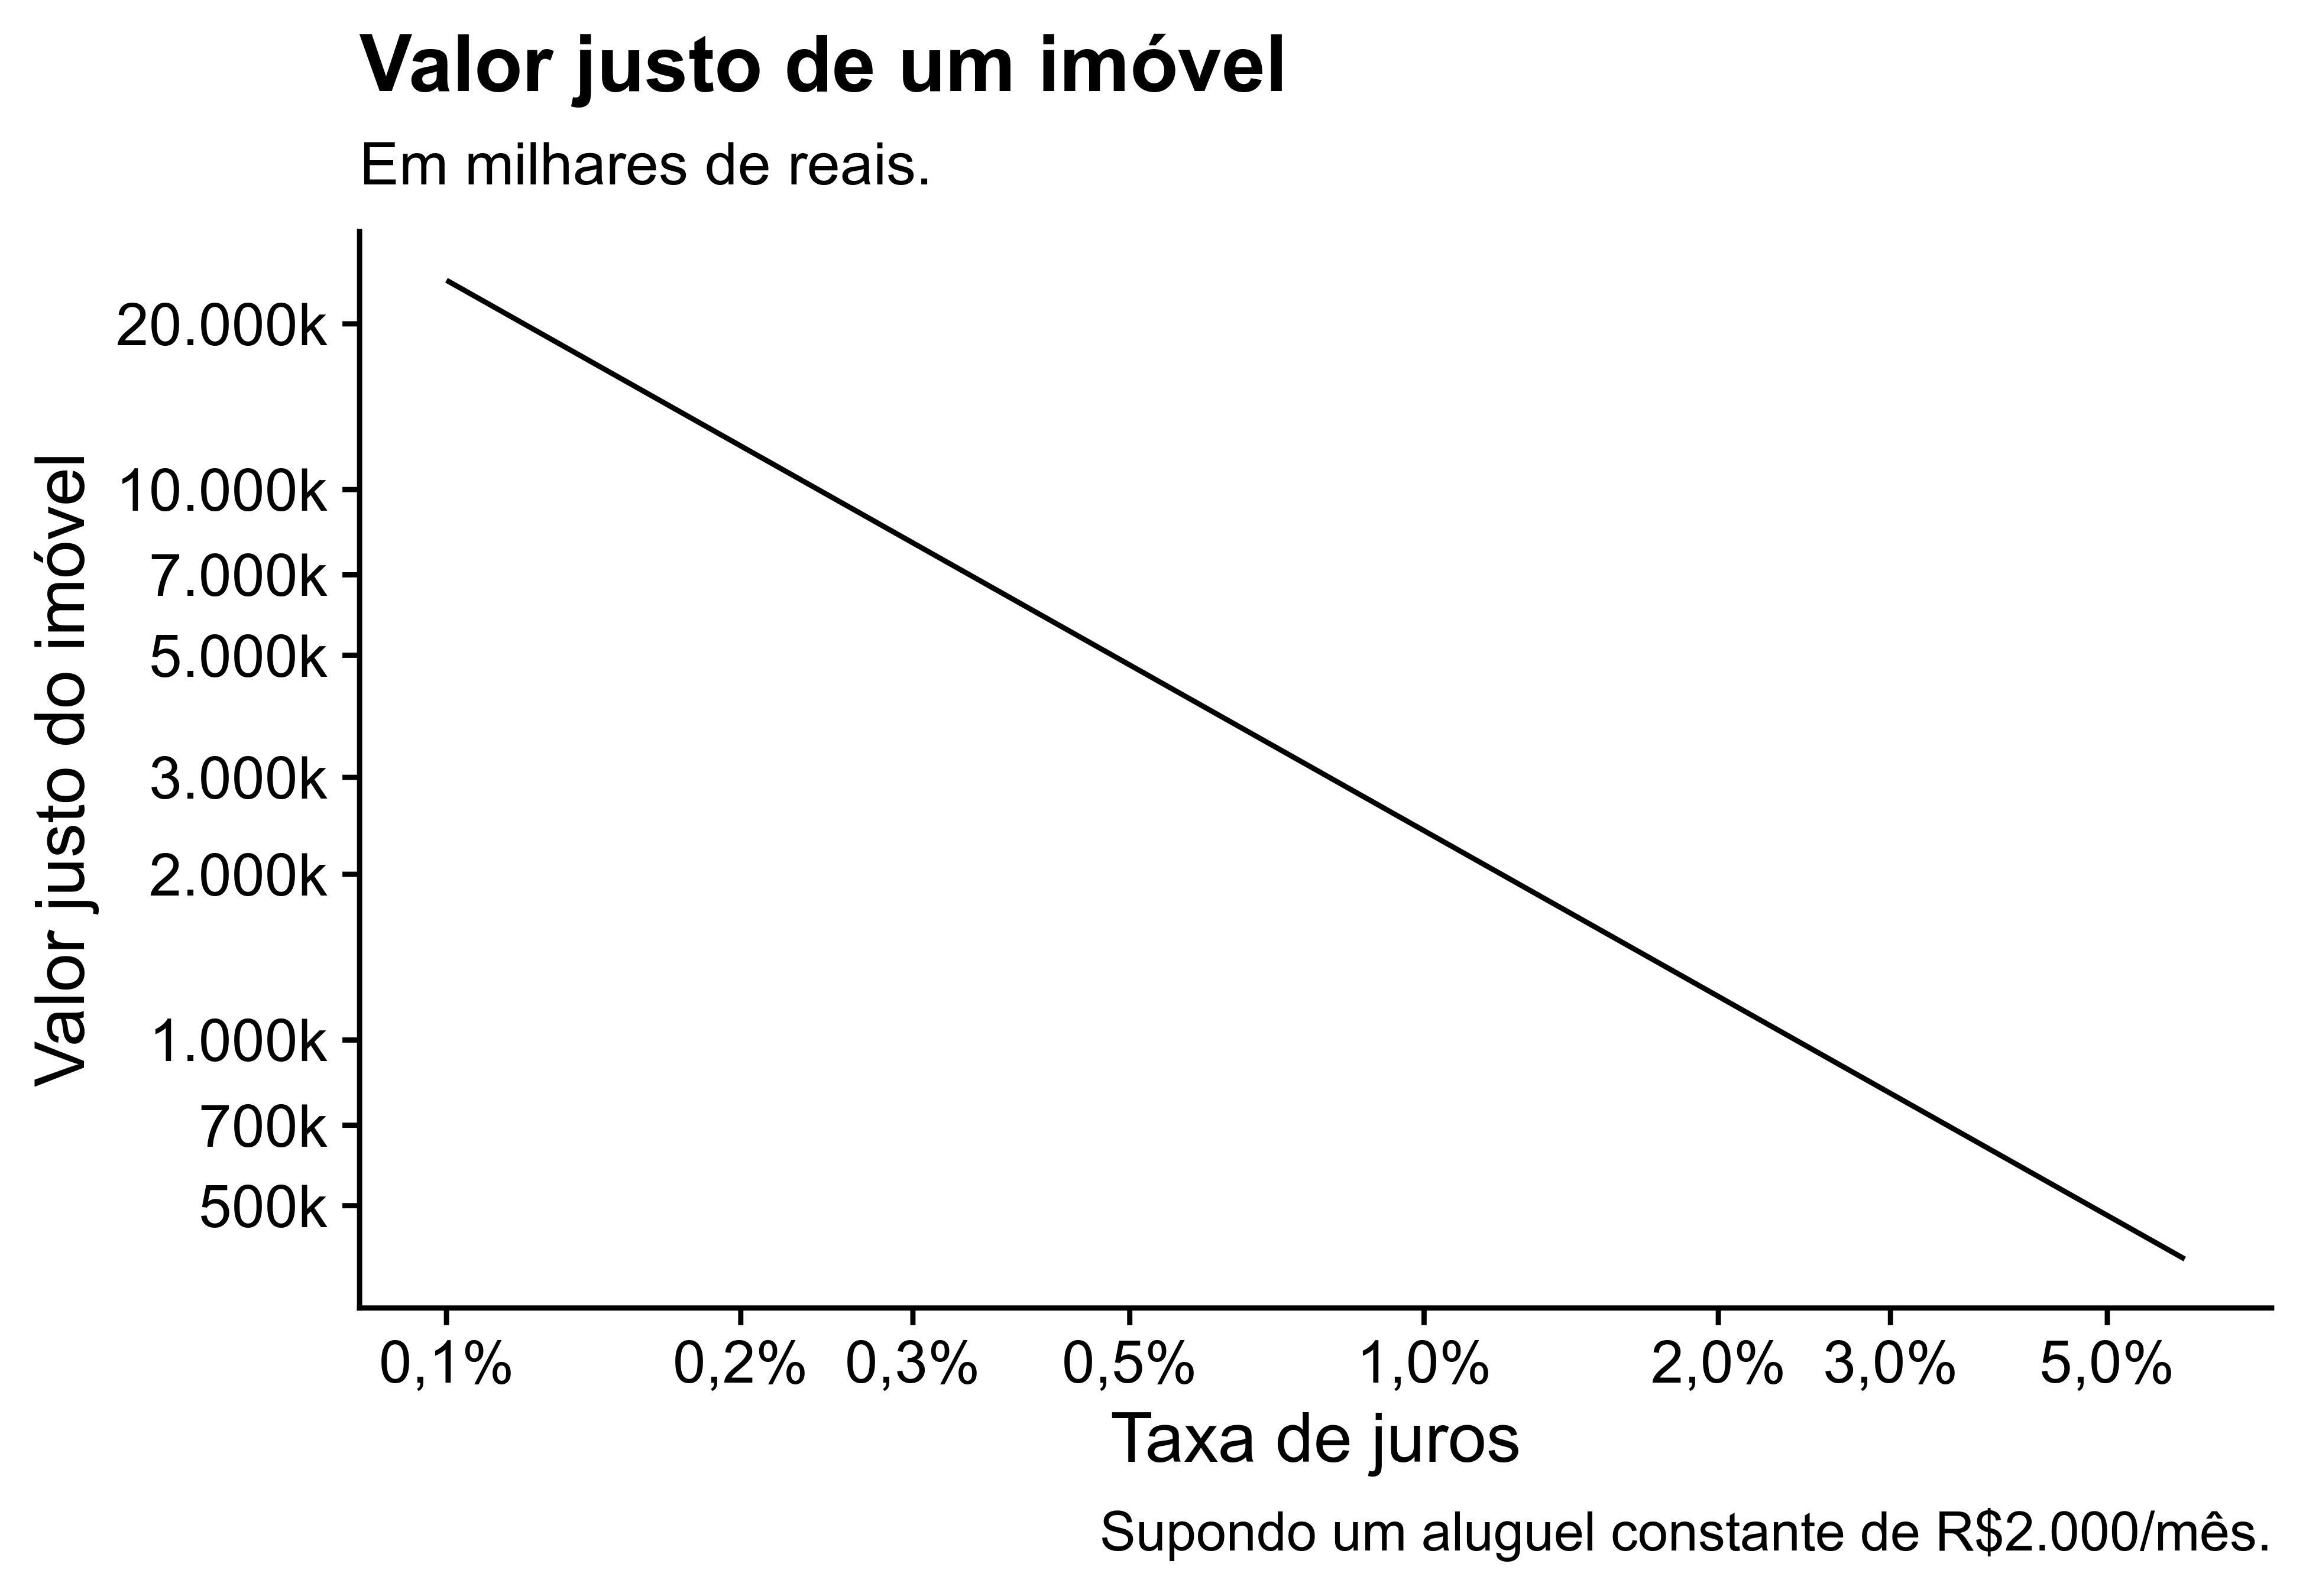 Valor justo de um imóvel
Em milhares de reais.
Valor justo do imóvel
20.000k
10.000k
7.000k
5.000k
3.000k
2.000k
1.000k
700k
500k
0,1% 0,2% 0,3% 0,5% 1,0% 2,0% 3,0% 5,0%
Taxa de juros
Supondo um aluguel constante de R$2.000/mês.